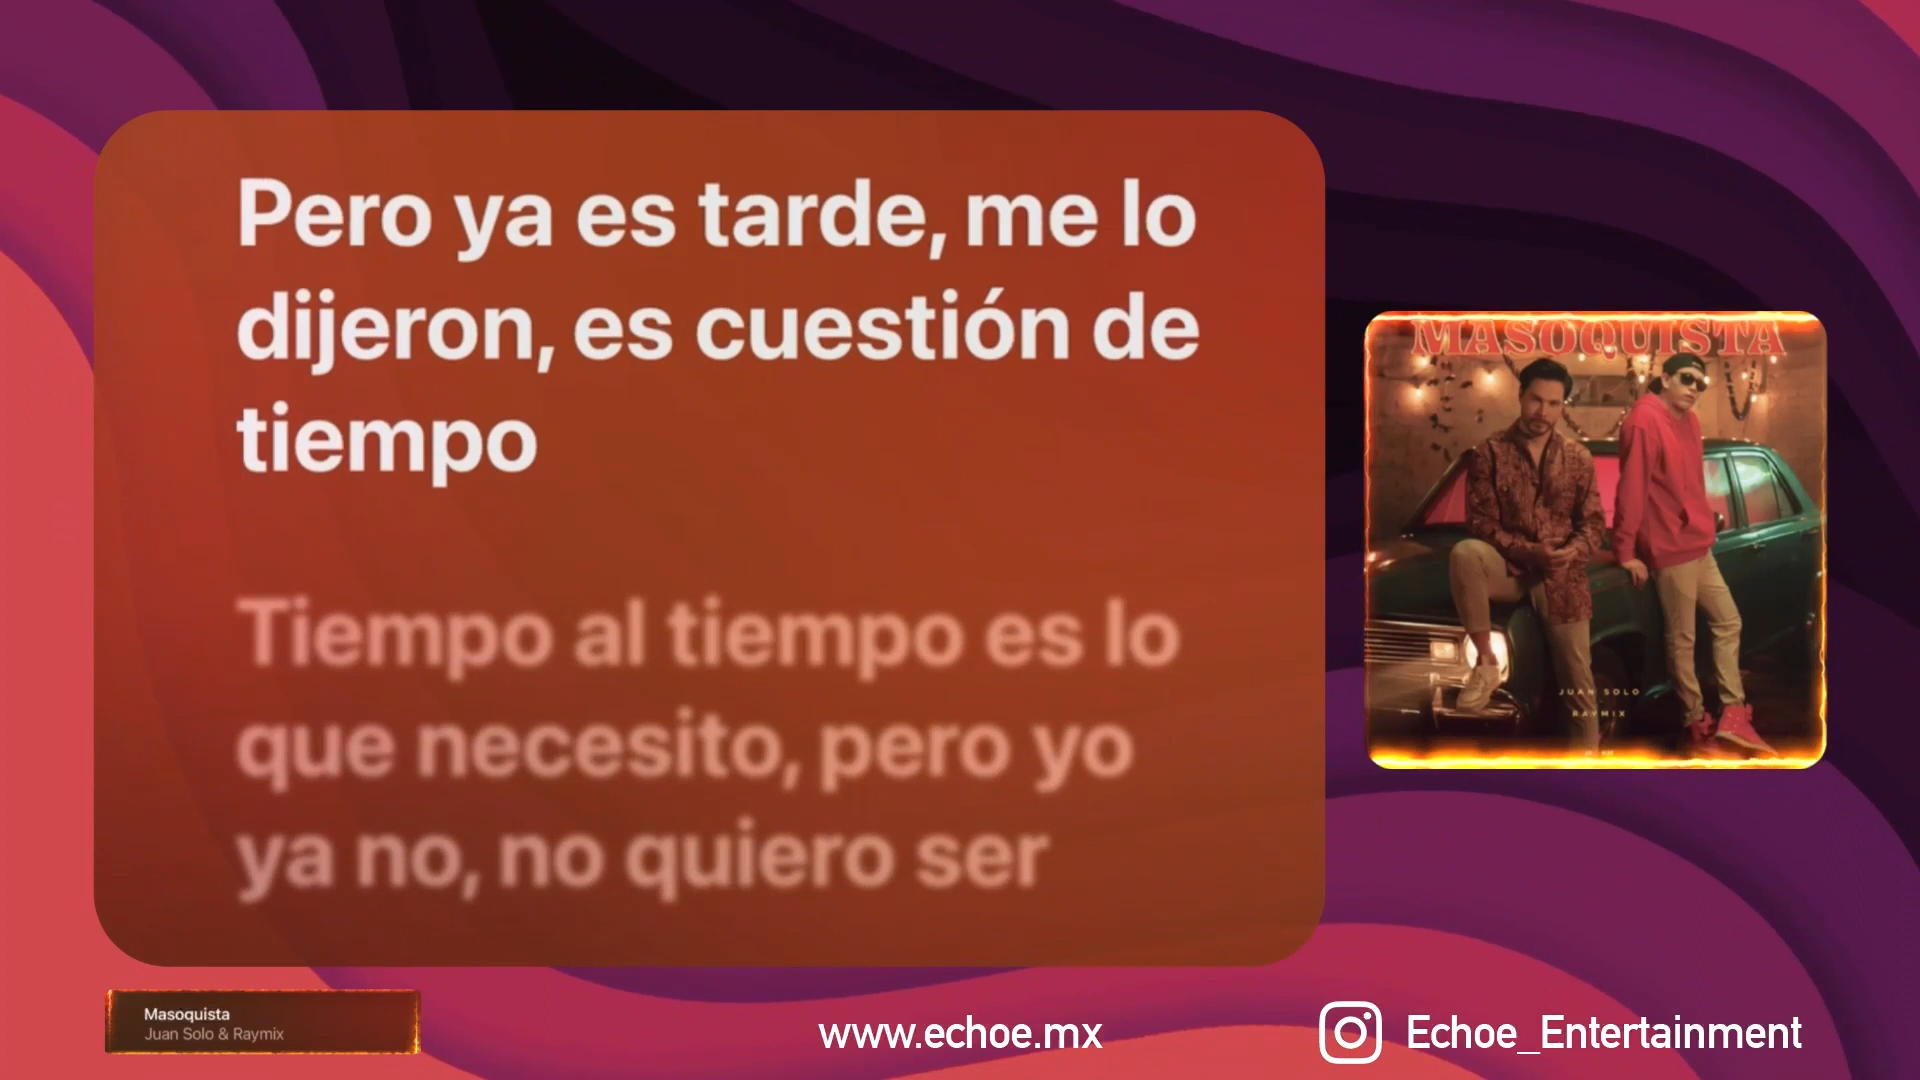 Pero ya es tarde, me lo
dijeron, es cuestión de
tiempo
Tiempo al tiempo es lo
que necesito, pero yo
ya no, no quiero ser
MASOQUISTA
JUAN SOLO
RAYMIX
Masoquista
Juan Solo & Raymix
www.echoe.mx
Echoe_Entertainment